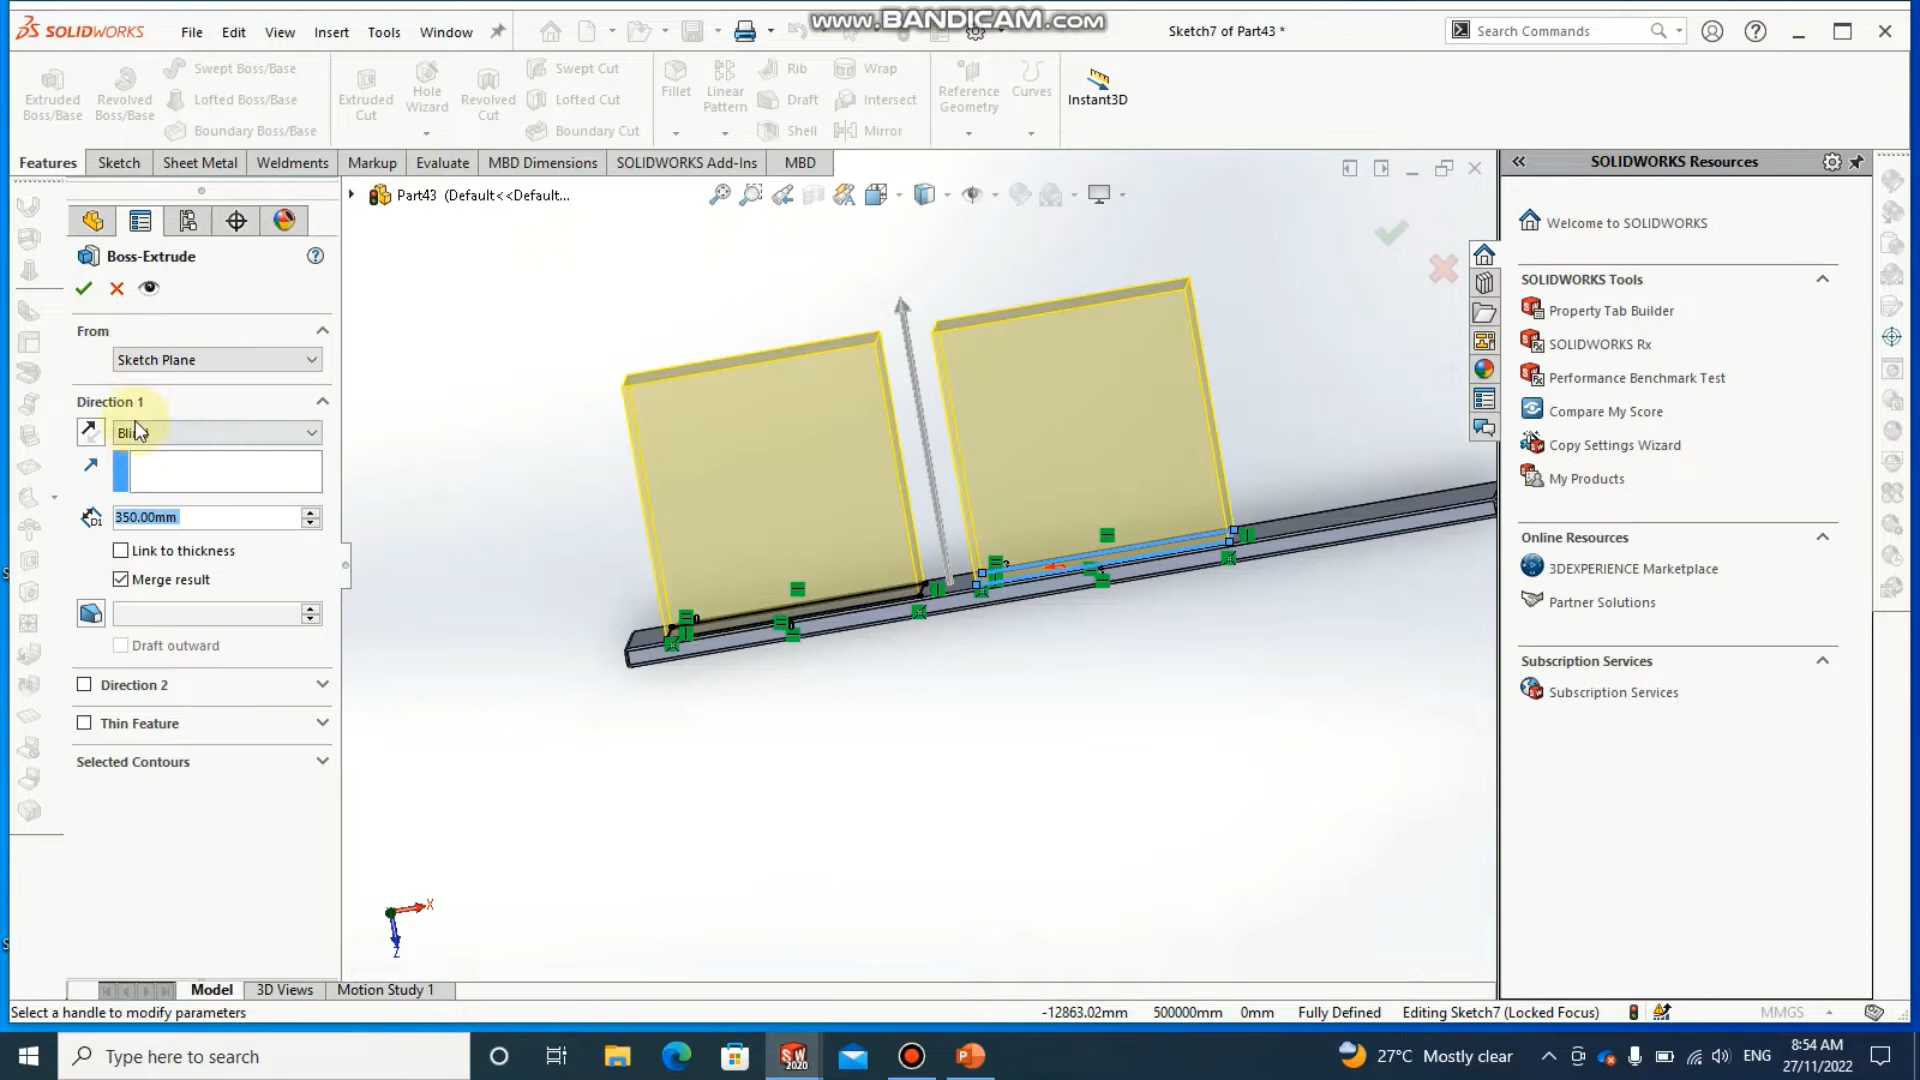 SOLIDWORKS
File Edit View Insert Tools Window
www.BANDICAM.com
Sketch7 of Part43 *
Search Commands
Extruded Boss/Base
Revolved Boss/Base
Swept Boss/Base
Lofted Boss/Base
Boundary Boss/Base
Extruded Cut
Hole Wizard
Revolved Cut
Swept Cut
Lofted Cut
Boundary Cut
Fillet
Linear Pattern
Rib
Draft
Shell
Wrap
Intersect
Mirror
Reference Geometry
Curves
Instant3D
Features Sketch Sheet Metal Weldments Markup Evaluate MBD Dimensions SOLIDWORKS Add-Ins MBD
Part43 (Default<<Default...
Boss-Extrude
From
Sketch Plane
Direction 1
350.00mm
Link to thickness
Merge result
Draft outward
Direction 2
Thin Feature
Selected Contours
X
Z
SOLIDWORKS Resources
Welcome to SOLIDWORKS
SOLIDWORKS Tools
Property Tab Builder
SOLIDWORKS Rx
Performance Benchmark Test
Compare My Score
Copy Settings Wizard
My Products
Online Resources
3DEXPERIENCE Marketplace
Partner Solutions
Subscription Services
Subscription Services
Model 3D Views Motion Study 1
Select a handle to modify parameters
-12863.02mm 500000mm 0mm Fully Defined Editing Sketch7 (Locked Focus) MMGS
Type here to search
SW 2020
27°C Mostly clear
ENG
8:54 AM
27/11/2022